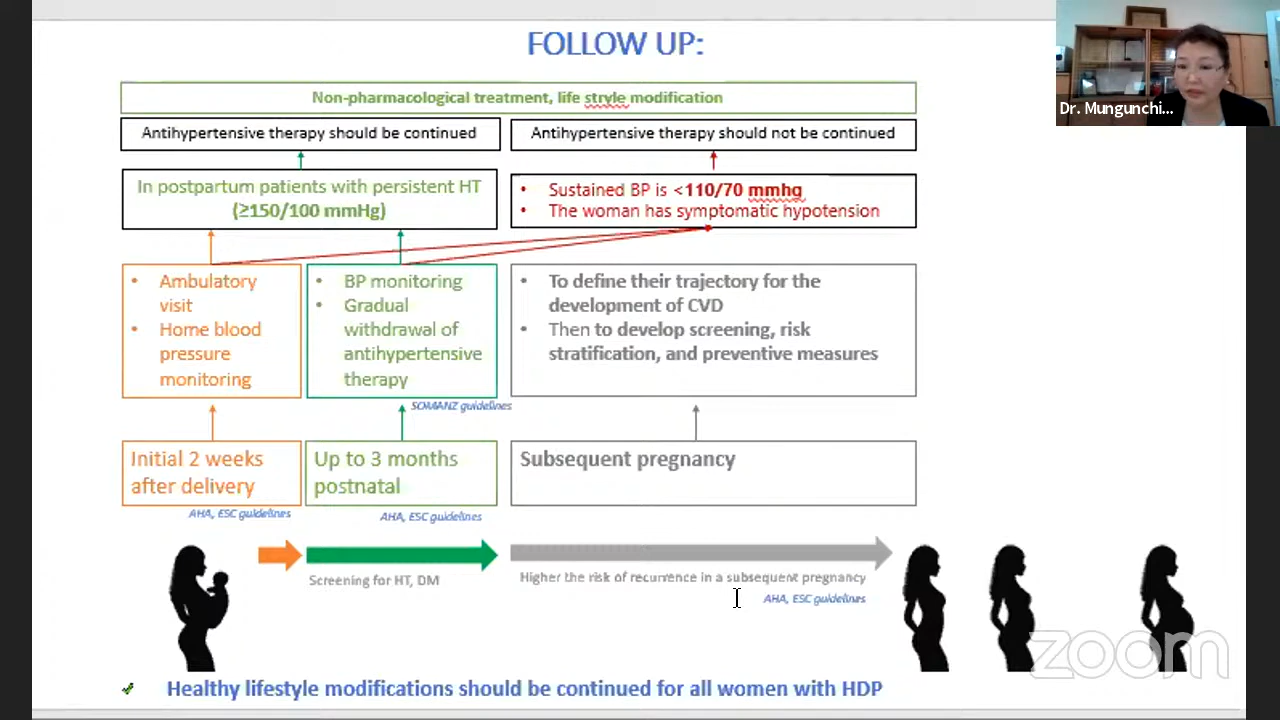 FOLLOW UP:
Dr. Mungunchi...
Non-pharmacological treatment, life stryle modification
Antihypertensive therapy should be continued
Antihypertensive therapy should not be continued
In postpartum patients with persistent HT
(≥150/100 mmHg)
• Sustained BP is <110/70 mmhg
• The woman has symptomatic hypotension
• Ambulatory
visit
• Home blood
pressure
monitoring
• BP monitoring
• Gradual
withdrawal of
antihypertensive
therapy
SOMANZ guidelines
• To define their trajectory for the
development of CVD
• Then to develop screening, risk
stratification, and preventive measures
Initial 2 weeks
after delivery
AHA, ESC guidelines
Up to 3 months
postnatal
AHA, ESC guidelines
Subsequent pregnancy
Screening for HT, DM
Higher the risk of recurrence in a subsequent pregnancy
AHA, ESC guidelines
zoom
Healthy lifestyle modifications should be continued for all women with HDP